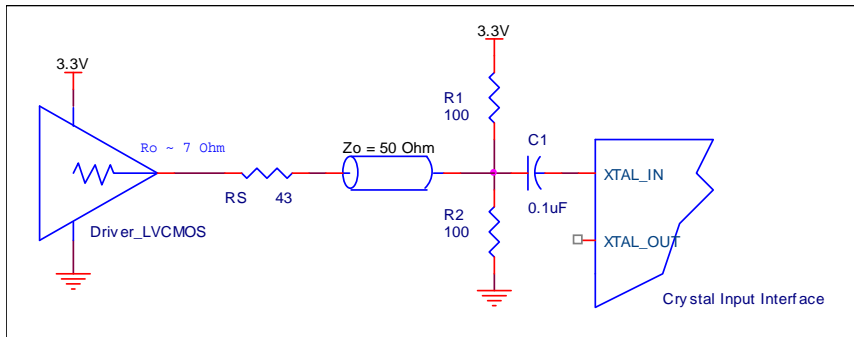 3.3V
3.3V
R1
100
Ro ~ 7 Ohm
Zo = 50 Ohm
C1
XTAL_IN
RS 43
0.1uF
R2
100
Driver_LVCMOS
XTAL_OUT
Crystal Input Interface